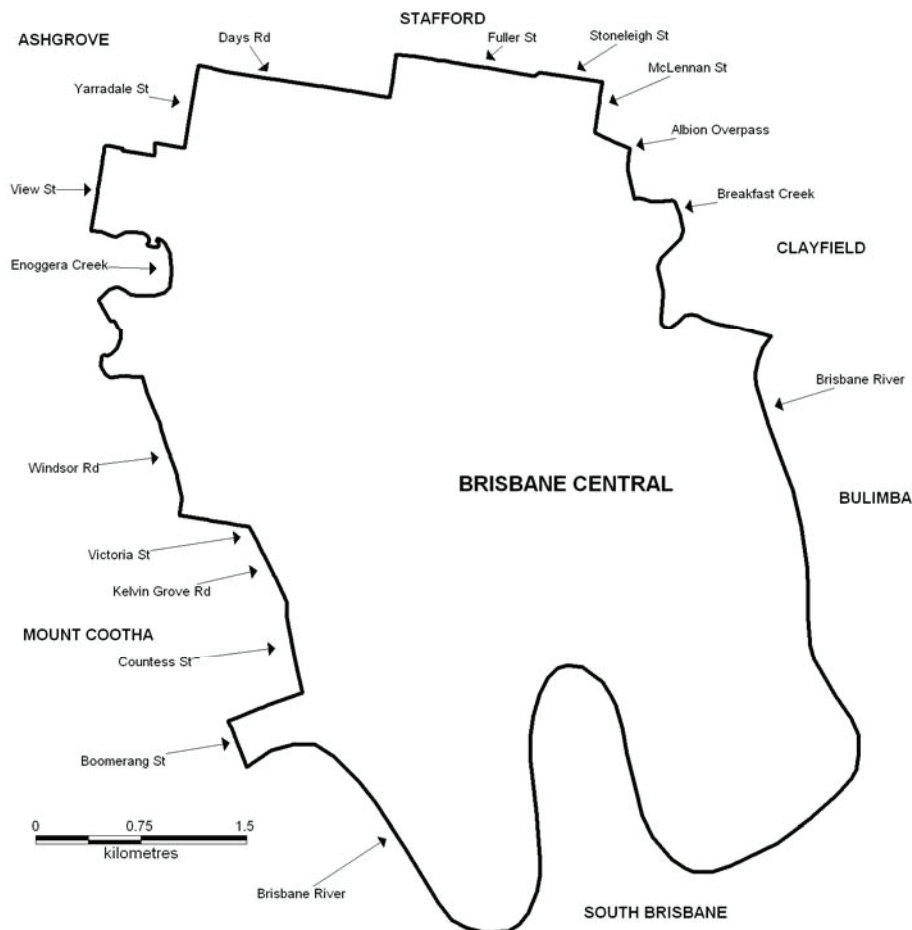 STAFFORD
ASHGROVE
Days Rd
Fuller St
Stoneleigh St
McLennan St
Yarradale St
Albion Overpass
View St
Breakfast Creek
CLAYFIELD
Enoggera Creek
Brisbane River
Windsor Rd
BRISBANE CENTRAL
BULIMBA
Victoria St
Kelvin Grove Rd
MOUNT COOTHA
Countess St
Boomerang St
0 0.75 1.5
kilometres
Brisbane River
SOUTH BRISBANE